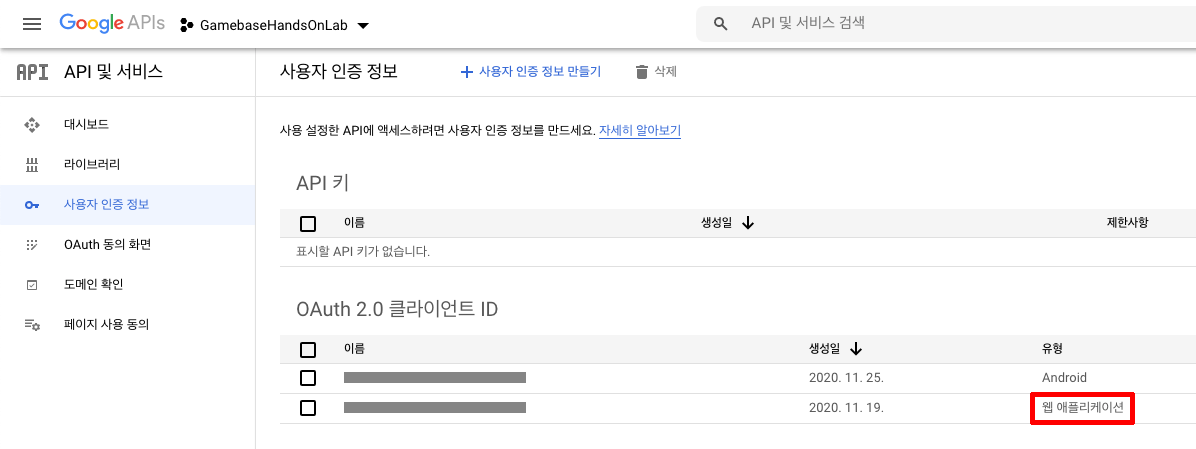 Google APIs GamebaseHandsOnLab API 및 서비스 검색
API API 및 서비스
사용자 인증 정보 사용자 인증 정보 만들기 삭제
대시보드
라이브러리
사용자 인증 정보
OAuth 동의 화면
도메인 확인
페이지 사용 동의
사용 설정한 API에 액세스하려면 사용자 인증 정보를 만드세요. 자세히 알아보기
API 키
이름 생성일 제한사항
표시할 API 키가 없습니다.
OAuth 2.0 클라이언트 ID
이름 생성일 유형
2020. 11. 25. Android
2020. 11. 19. 웹 애플리케이션